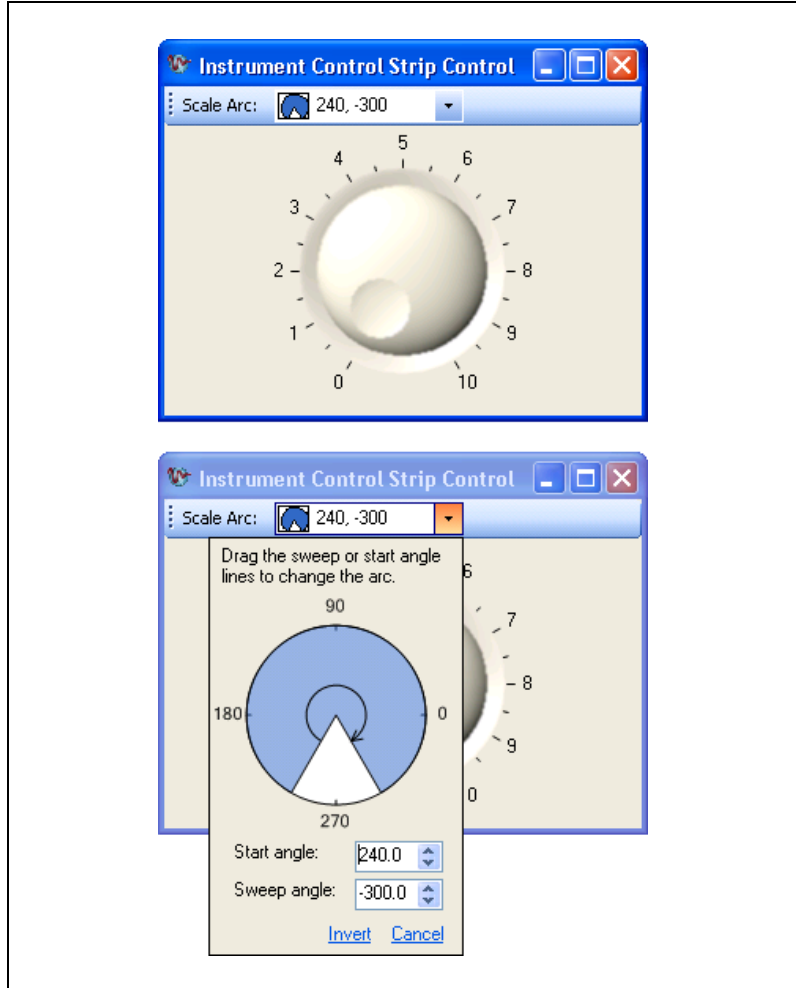 Instrument Control Strip Control
Scale Arc: 240, -300
5
4 6
3 7
2 8
1 9
0 10
Instrument Control Strip Control
Scale Arc: 240, -300
Drag the sweep or start angle
lines to change the arc.
6
90
7
180 0
8
9
0
270
Start angle: 240.0
Sweep angle: -300.0
Invert Cancel